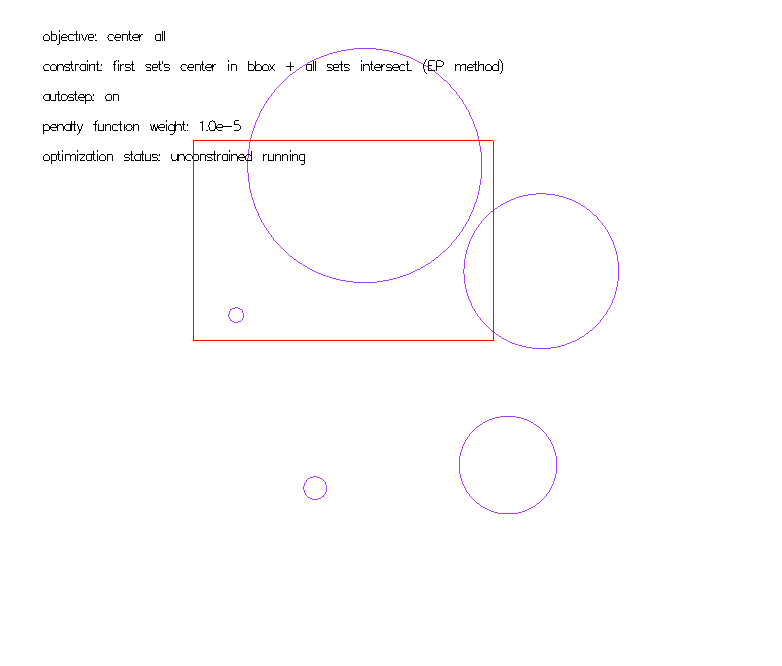 objective: center all
constraint: first set's center in bbox + all sets intersect. (EP method)
autostep: on
penalty function weight: 1.0e-5
optimization status: unconstrained running